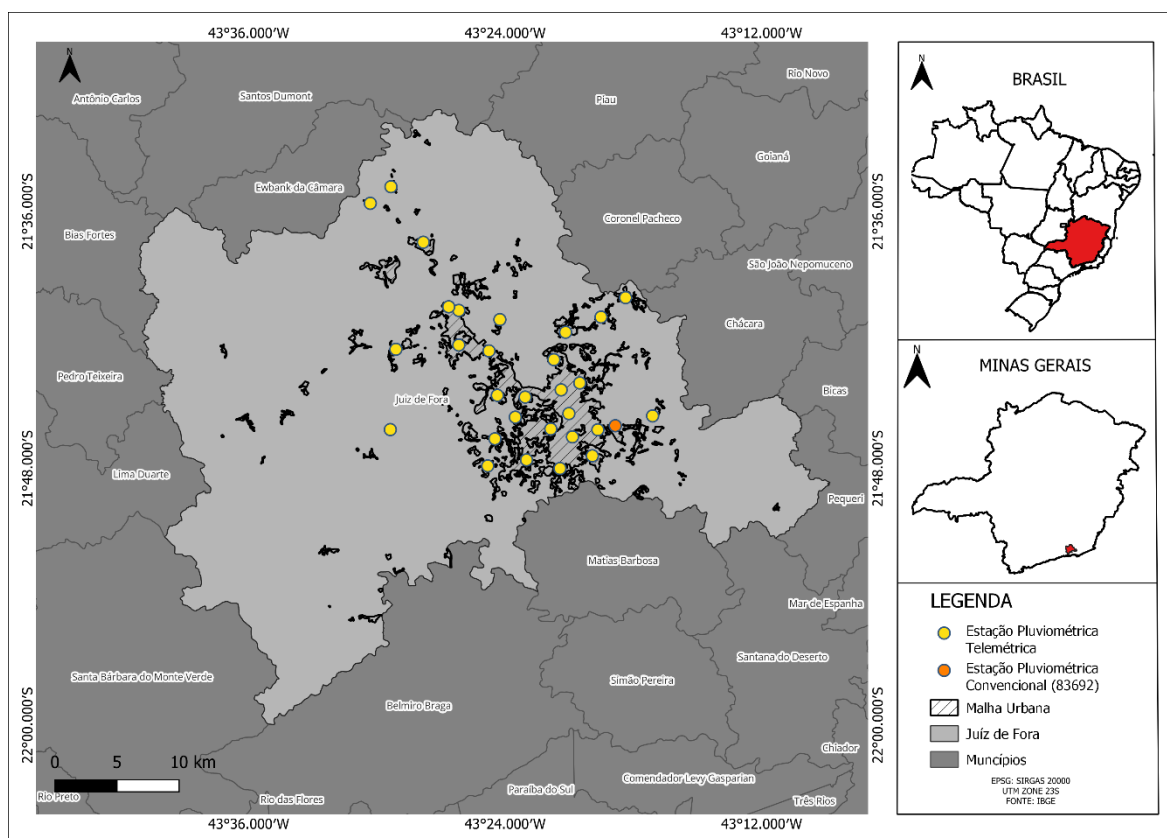 43°36.000'W
43°24.000'W
43°12.000'W
N
Rio Novo
Antônio Carlos
Santos Dumont
Piau
Goianá
Ewbank da Câmara
21°36.000'S
21°36.000'S
Coronel Pacheco
Bias Fortes
São João Nepomuceno
Chácara
Pedro Teixeira
Bicas
Juiz de Fora
Lima Duarte
21°48.000'S
21°48.000'S
Pequeri
Matias Barbosa
Mar de Espanha
Santana do Deserto
Santa Bárbara do Monte Verde
Simão Pereira
Belmiro Braga
22°00.000'S
22°00.000'S
Chiador
0 5 10 km
Comendador Levy Gasparian
Paraíba do Sul
Rio Preto
Rio das Flores
Três Rios
43°36.000'W
43°24.000'W
43°12.000'W
N
BRASIL
N
MINAS GERAIS
LEGENDA
Estação Pluviométrica
Telemétrica
Estação Pluviométrica
Convencional (83692)
Malha Urbana
Juíz de Fora
Muncípios
EPSG: SIRGAS 20000
UTM ZONE 23S
FONTE: IBGE